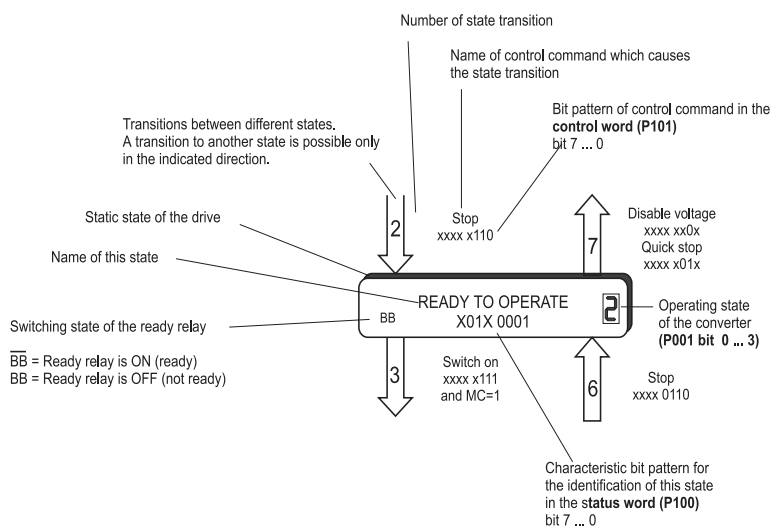 Number of state transition
Name of control command which causes
the state transition
Bit pattern of control command in the
control word (P101)
bit 7 ... 0
Transitions between different states.
A transition to another state is possible only
in the indicated direction.
Static state of the drive
2
Stop
xxxx x110
7
Disable voltage
xxxx xx0x
Quick stop
xxxx x01x
Name of this state
READY TO OPERATE
X01X 0001
BB
2
Operating state
of the converter
(P001 bit 0 ... 3)
Switching state of the ready relay
B̅B̅ = Ready relay is ON (ready)
BB = Ready relay is OFF (not ready)
3
Switch on
xxxx x111
and MC=1
6
Stop
xxxx 0110
Characteristic bit pattern for
the identification of this state
in the status word (P100)
bit 7 ... 0